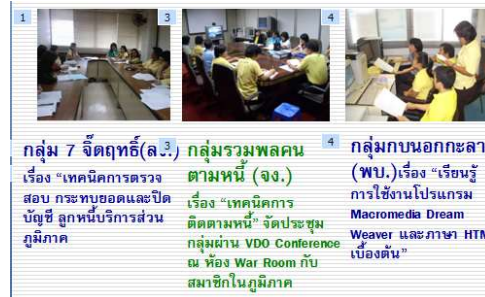 1
3
4
กลุ่ม 7 จี๊ดฤทธิ์
เรื่อง “เทคนิคการตรวจ
สอบ กระทบยอดและปิด
บัญชี ลูกหนี้บริการส่วน
ภูมิภาค
3
กลุ่มรวมพลคน
ตามหนี้ (จง.)
เรื่อง “เทคนิคการ
ติดตามหนี้” จัดประชุม
กลุ่มผ่าน VDO Conference
ณ ห้อง War Room กับ
สมาชิกในภูมิภาค
4
กลุ่มกบนอกกะลา
(พบ.)เรื่อง “เรียนรู้
การใช้งานโปรแกรม
Macromedia Dream
Weaver และภาษา HTM
เบื้องต้น”